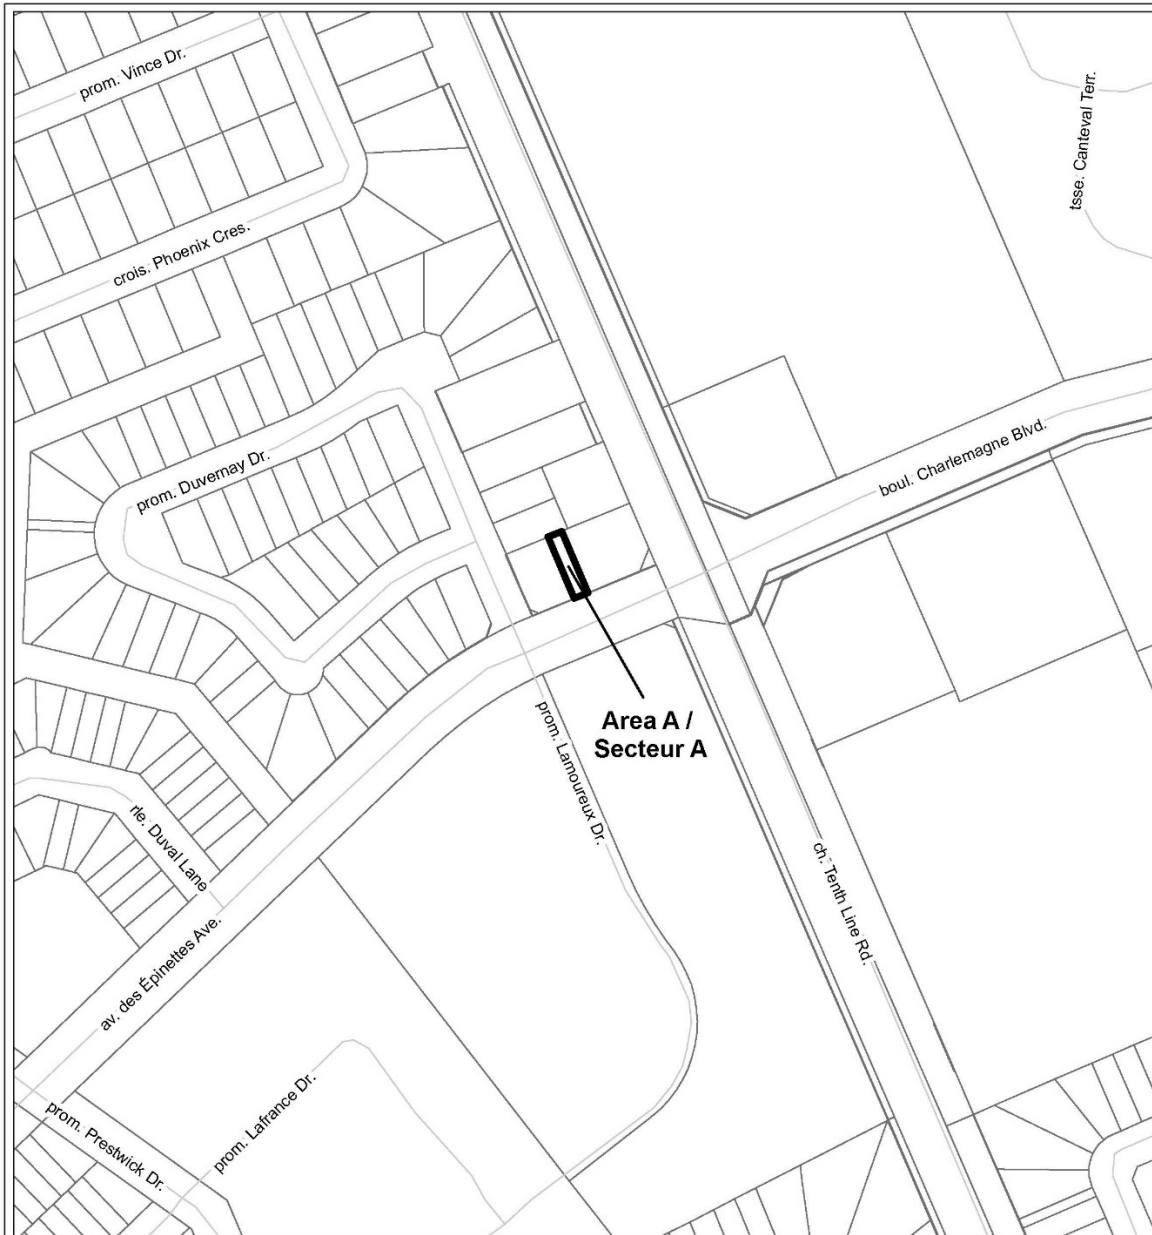 prom. Vince Dr.
tsse. Canteval Terr.
crois. Phoenix Cres.
boul. Charlemagne Blvd.
prom. Duvernay Dr.
Area A /
Secteur A
prom. Lamoureux Dr.
rle. Duval Lane
ch. Tenth Line Rd.
av. des Épinettes Ave.
prom. Lafrance Dr.
prom. Prestwick Dr.